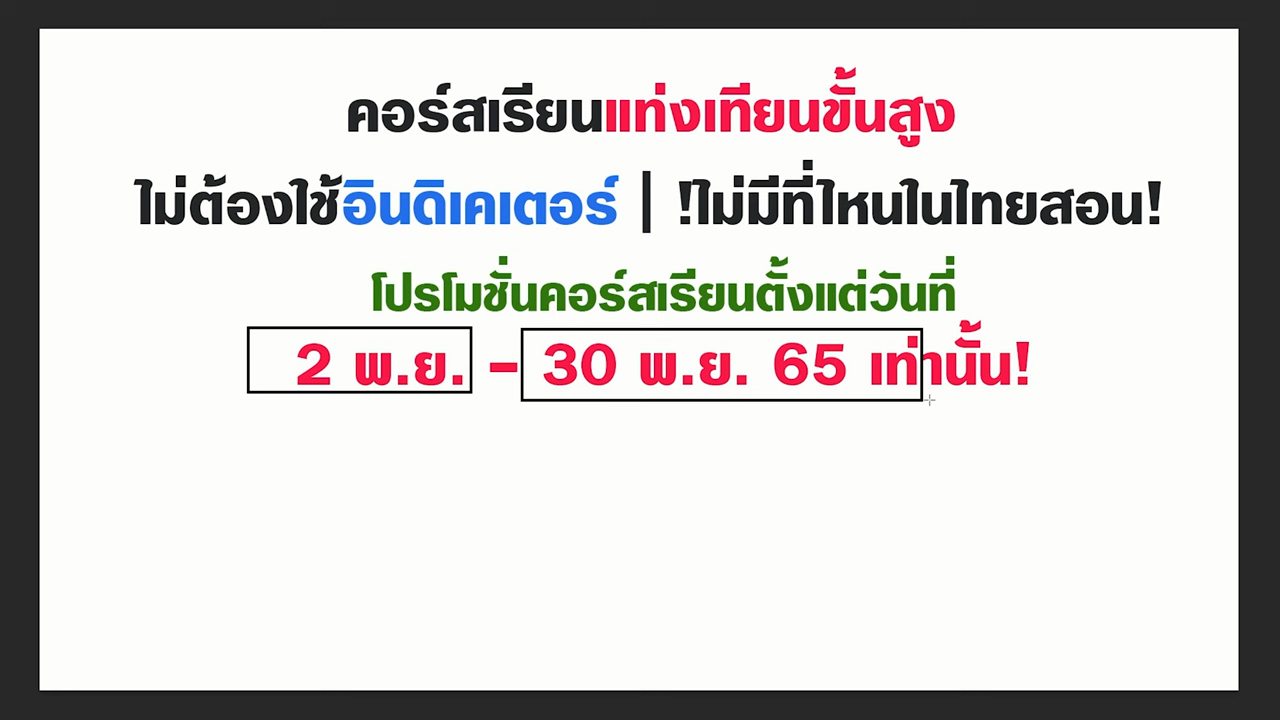 คอร์สเรียนแท่งเทียนขั้นสูง
ไม่ต้องใช้อินดิเคเตอร์ | !ไม่มีที่ไหนในไทยสอน!
โปรโมชั่นคอร์สเรียนตั้งแต่วันที่
2 พ.ย. – 30 พ.ย. 65 เท่านั้น!